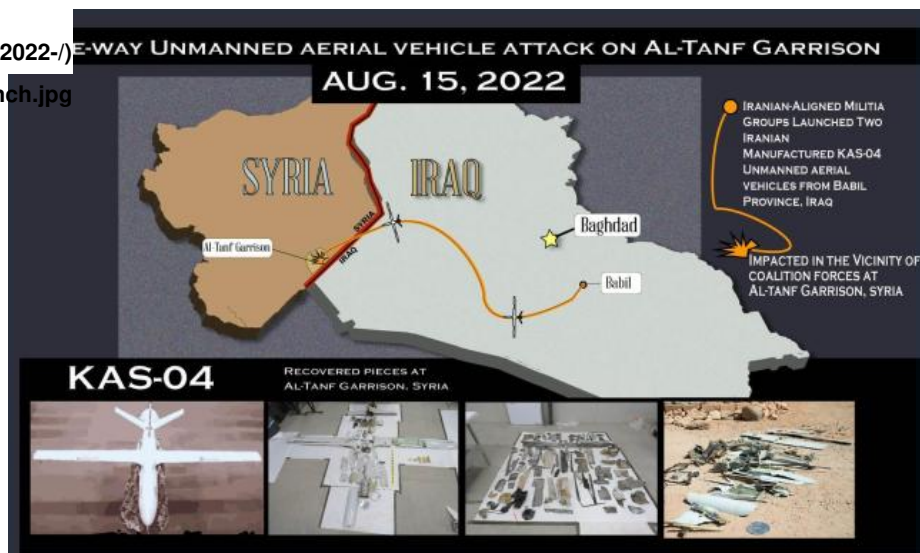 2022-/)
E-WAY UNMANNED AERIAL VEHICLE ATTACK ON AL-TANF GARRISON
nch.jpg
AUG. 15, 2022
SYRIA
IRAQ
SYRIA
IRAQ
Al-Tanf Garrison
Baghdad
Babil
IRANIAN-ALIGNED MILITIA
GROUPS LAUNCHED TWO
IRANIAN
MANUFACTURED KAS-04
UNMANNED AERIAL
VEHICLES FROM BABIL
PROVINCE, IRAQ
IMPACTED IN THE VICINITY OF
COALITION FORCES AT
AL-TANF GARRISON, SYRIA
KAS-04
RECOVERED PIECES AT
AL-TANF GARRISON, SYRIA